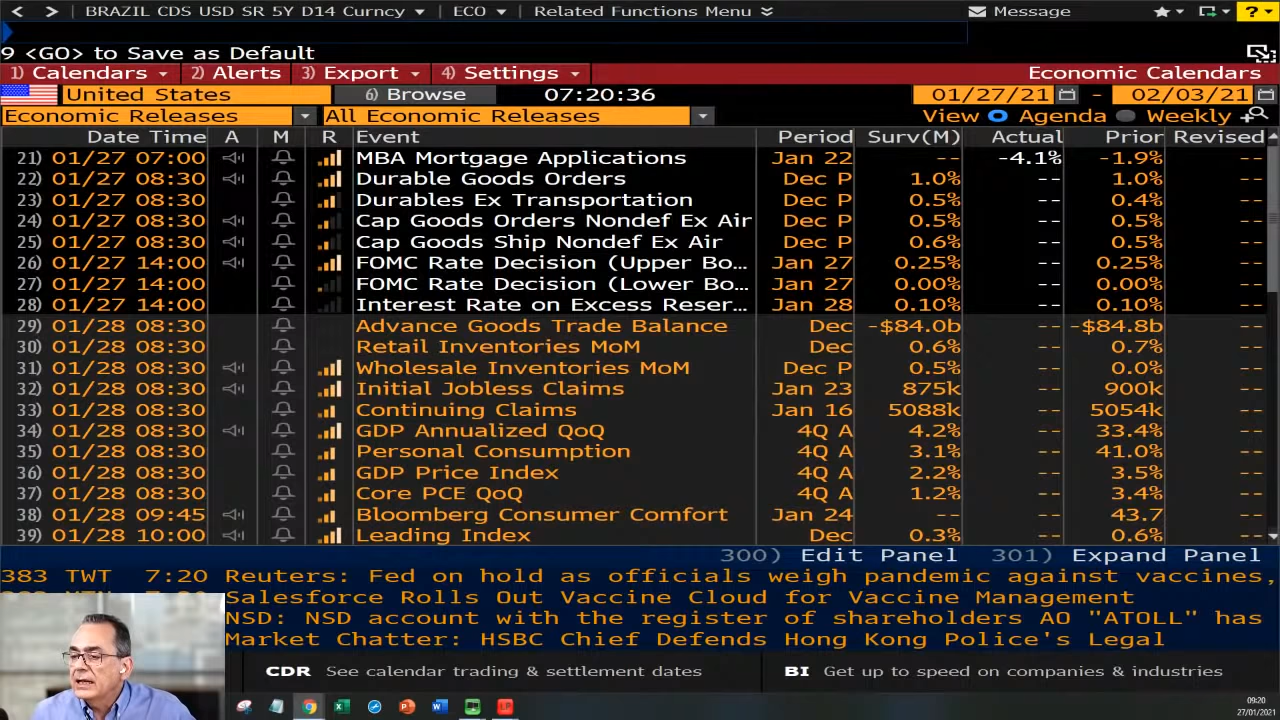 BRAZIL CDS USD SR 5Y D14 Curncy ECO Related Functions Menu Message ?
9 <GO> to Save as Default
1) Calendars 2) Alerts 3) Export 4) Settings Economic Calendars
United States 6) Browse 07:20:36 01/27/21 - 02/03/21
Economic Releases All Economic Releases View Agenda Weekly
Date Time A M R Event Period Surv(M) Actual Prior Revised
21) 01/27 07:00 MBA Mortgage Applications Jan 22 -- -4.1% -1.9% --
22) 01/27 08:30 Durable Goods Orders Dec P 1.0% -- 1.0% --
23) 01/27 08:30 Durables Ex Transportation Dec P 0.5% -- 0.4% --
24) 01/27 08:30 Cap Goods Orders Nondef Ex Air Dec P 0.5% -- 0.5% --
25) 01/27 08:30 Cap Goods Ship Nondef Ex Air Dec P 0.6% -- 0.5% --
26) 01/27 14:00 FOMC Rate Decision (Upper Bo... Jan 27 0.25% -- 0.25% --
27) 01/27 14:00 FOMC Rate Decision (Lower Bo... Jan 27 0.00% -- 0.00% --
28) 01/27 14:00 Interest Rate on Excess Reser... Jan 28 0.10% -- 0.10% --
29) 01/28 08:30 Advance Goods Trade Balance Dec -$84.0b -- -$84.8b --
30) 01/28 08:30 Retail Inventories MoM Dec 0.6% -- 0.7% --
31) 01/28 08:30 Wholesale Inventories MoM Dec P 0.5% -- 0.0% --
32) 01/28 08:30 Initial Jobless Claims Jan 23 875k -- 900k --
33) 01/28 08:30 Continuing Claims Jan 16 5088k -- 5054k --
34) 01/28 08:30 GDP Annualized QoQ 4Q A 4.2% -- 33.4% --
35) 01/28 08:30 Personal Consumption 4Q A 3.1% -- 41.0% --
36) 01/28 08:30 GDP Price Index 4Q A 2.2% -- 3.5% --
37) 01/28 08:30 Core PCE QoQ 4Q A 1.2% -- 3.4% --
38) 01/28 09:45 Bloomberg Consumer Comfort Jan 24 -- -- 43.7 --
39) 01/28 10:00 Leading Index Dec 0.3% -- 0.6% --
300) Edit Panel 301) Expand Panel
383 TWT 7:20 Reuters: Fed on hold as officials weigh pandemic against vaccines,
Salesforce Rolls Out Vaccine Cloud for Vaccine Management
NSD: NSD account with the register of shareholders AO "ATOLL" has
Market Chatter: HSBC Chief Defends Hong Kong Police's Legal
CDR See calendar trading & settlement dates BI Get up to speed on companies & industries
09:20
27/01/2021